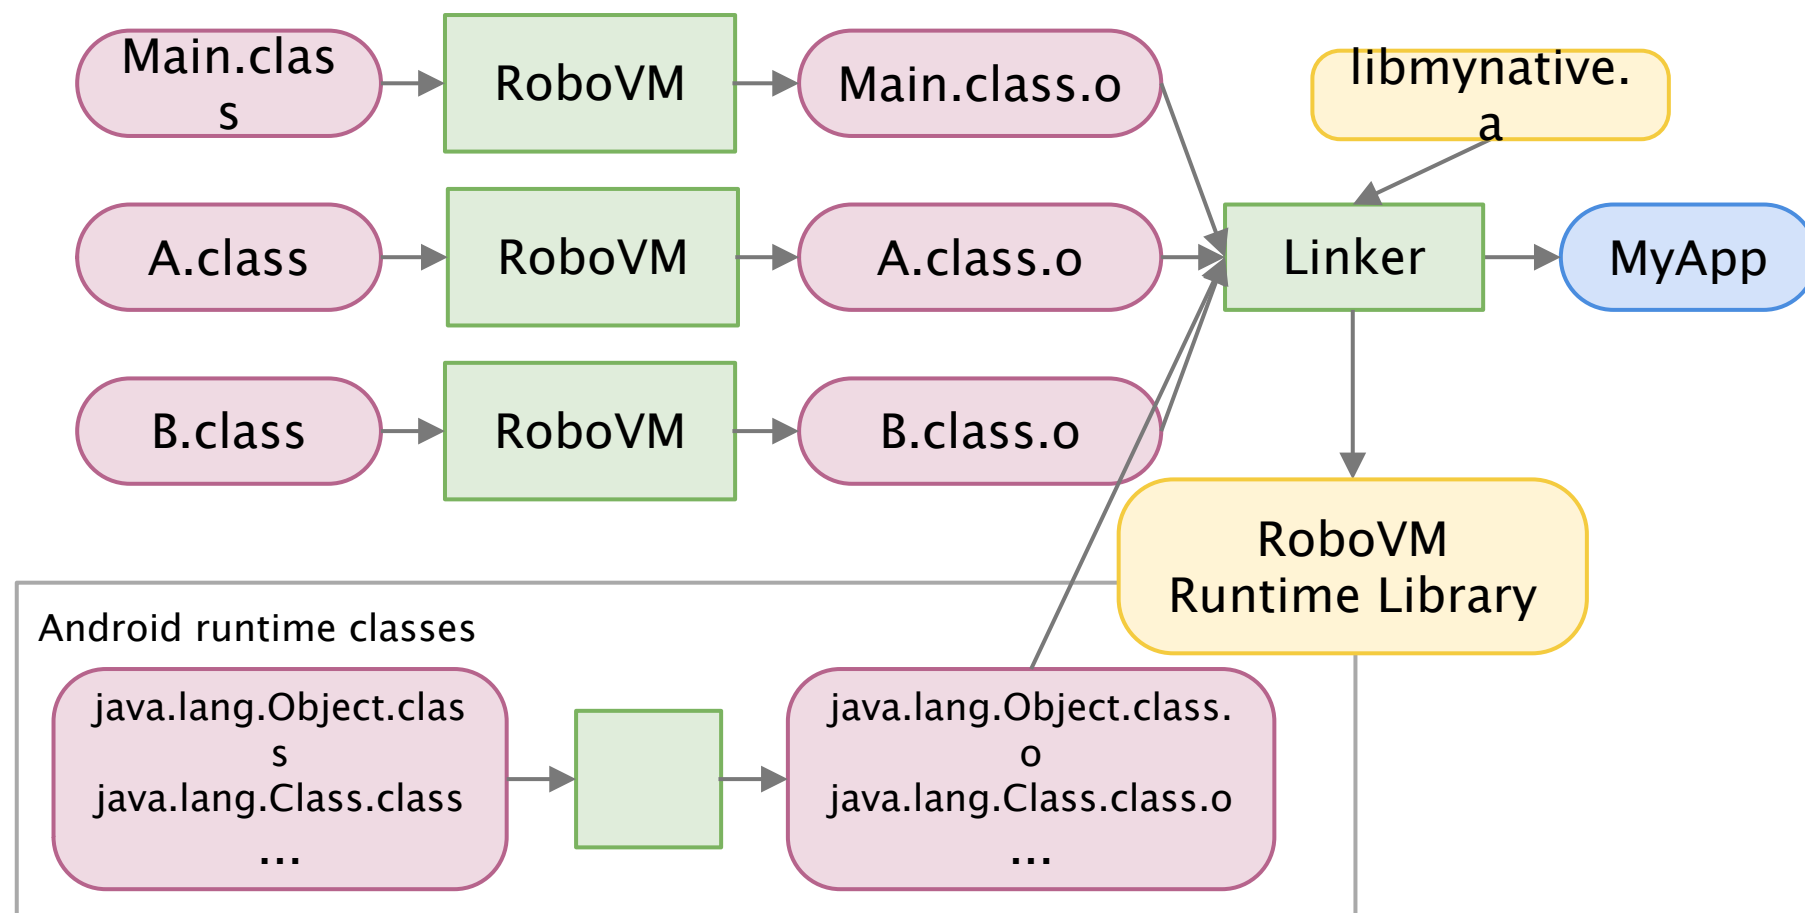 Main.clas
s
RoboVM
Main.class.o
libmynative.
a
A.class
RoboVM
A.class.o
Linker
MyApp
B.class
RoboVM
B.class.o
RoboVM
Runtime Library
Android runtime classes
java.lang.Object.clas
s
java.lang.Class.class
...
java.lang.Object.class.
o
java.lang.Class.class.o
...